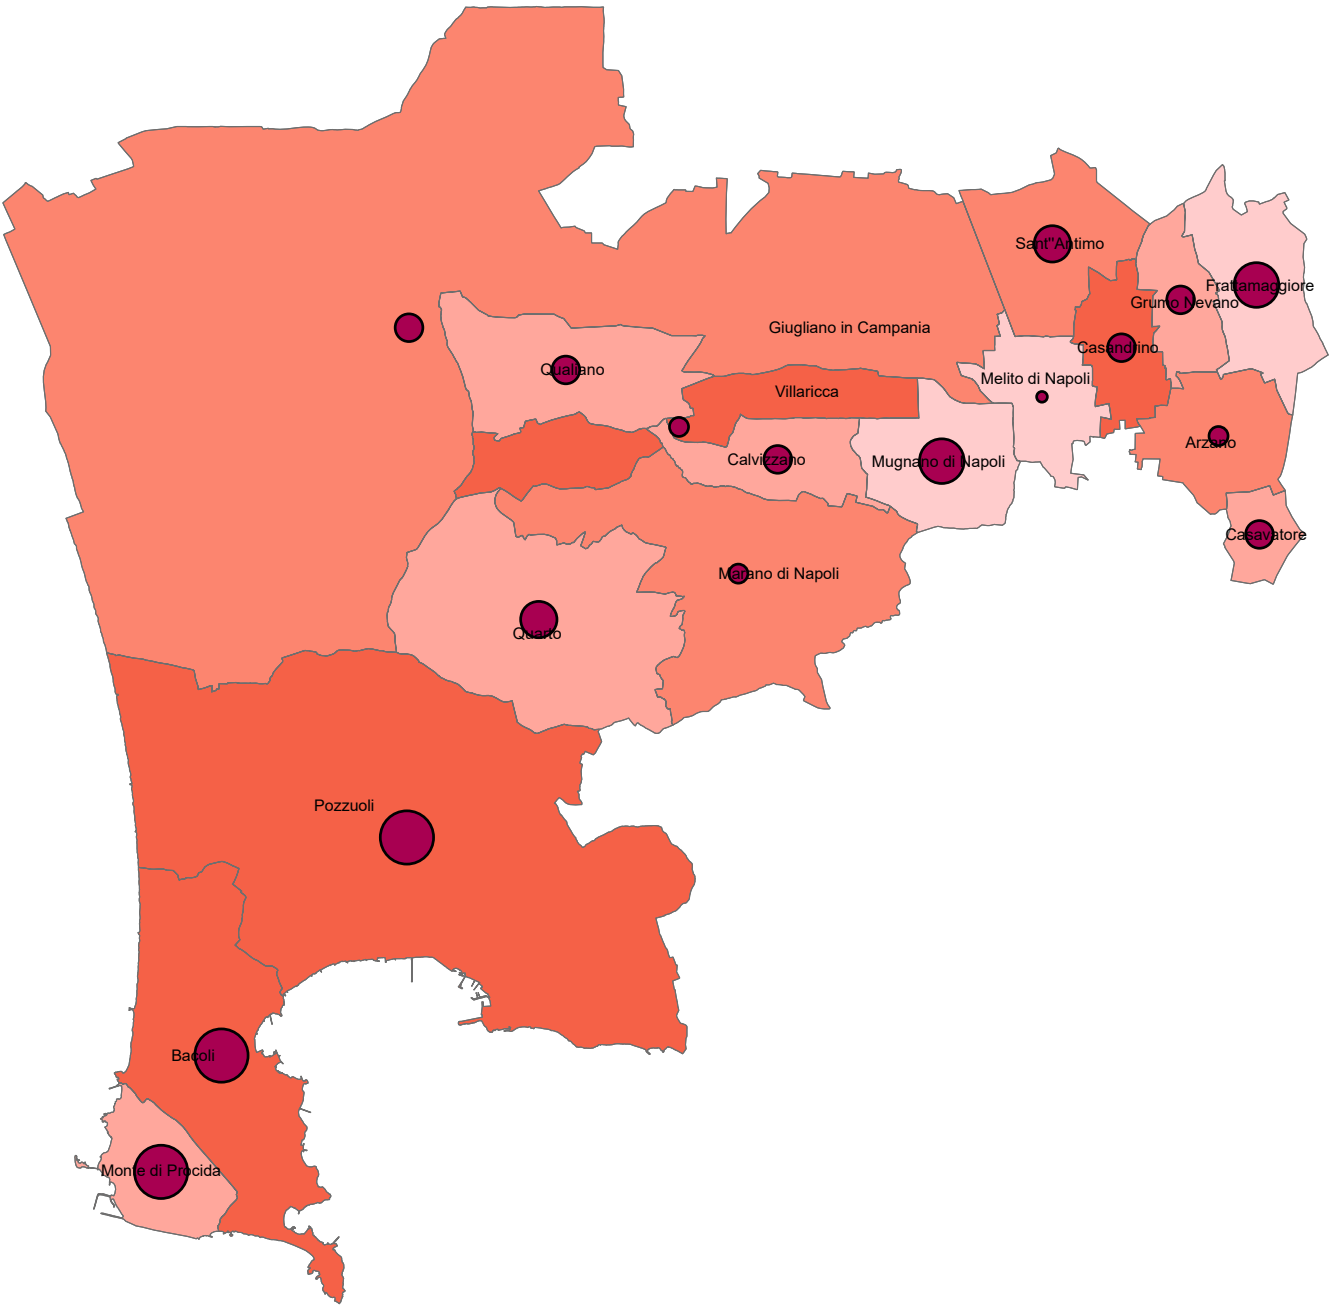 Sant"Antimo
Frattamaggiore
Grumo Nevano
Giugliano in Campania
Casandrino
Qualiano
Melito di Napoli
Villaricca
Arzano
Calvizzano
Mugnano di Napoli
Casavatore
Marano di Napoli
Quarto
Pozzuoli
Bacoli
Monte di Procida